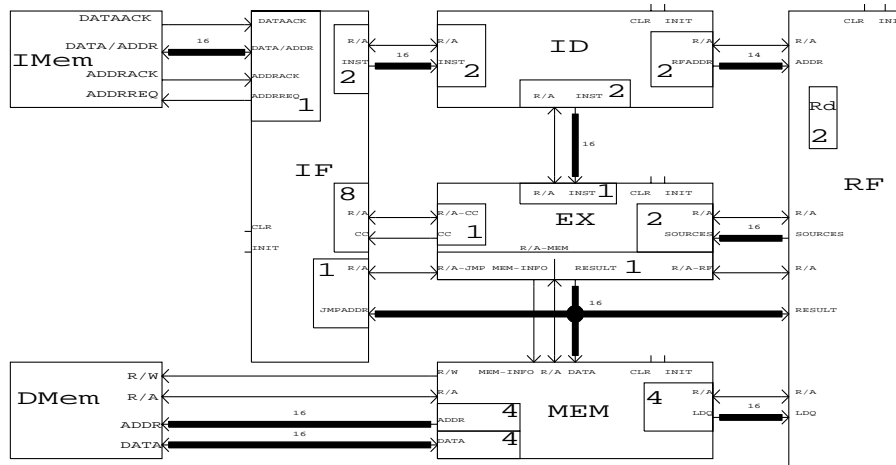 CLR INIT
CLR INIT
DATAACK
DATAACK
DATA/ADDR
16
DATA/ADDR
IMem
ADDRACK
ADDRACK
ADDRREQ
ADDRREQ
1
R/A
INST
2
16
R/A
INST
2
ID
R/A
RFADDR
2
14
R/A
ADDR
R/A INST 2
Rd
2
16
IF
RF
8
R/A
CC
R/A INST 1
CLR INIT
R/A-CC
CC
1
EX
2
R/A
SOURCES
16
R/A
SOURCES
CLR
INIT
R/A-MEM
1
R/A
R/A-JMP MEM-INFO RESULT 1 R/A-RF
R/A
JMPADDR
16
RESULT
R/W
R/W
MEM-INFO R/A DATA
CLR INIT
DMem
R/A
R/A
ADDR
16
ADDR
4
DATA
16
DATA
4
MEM
4
R/A
LDQ
16
R/A
LDQ